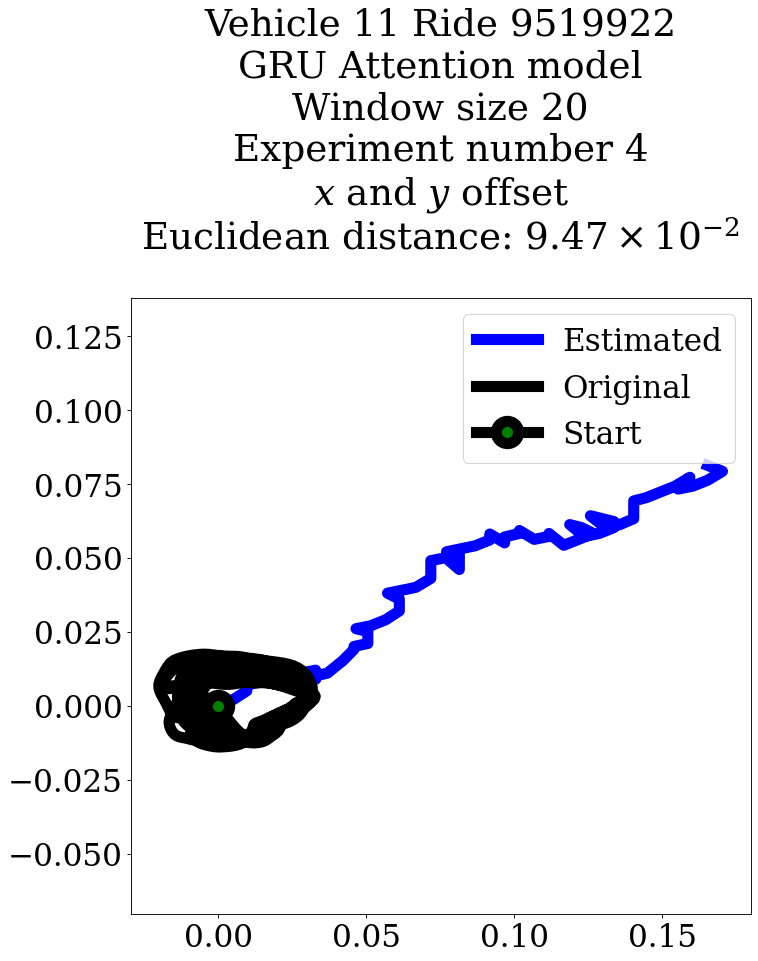 Vehicle 11 Ride 9519922
GRU Attention model
Window size 20
Experiment number 4
x and y offset
Euclidean distance: 9.47 × 10⁻²
Estimated
Original
Start
0.125
0.100
0.075
0.050
0.025
0.000
−0.025
−0.050
0.00 0.05 0.10 0.15